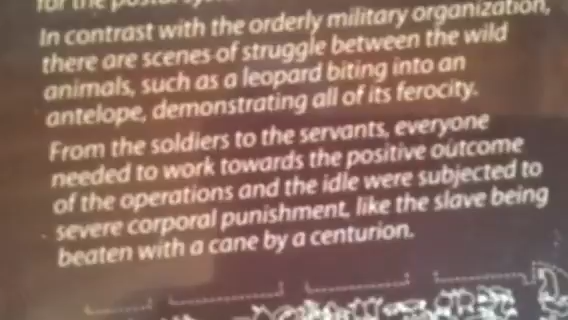 for the postal
In contrast with the orderly military organization,
there are scenes of struggle between the wild
animals, such as a leopard biting into an
antelope, demonstrating all of its ferocity.
From the soldiers to the servants, everyone
needed to work towards the positive outcome
of the operations and the idle were subjected to
severe corporal punishment, like the slave being
beaten with a cane by a centurion.